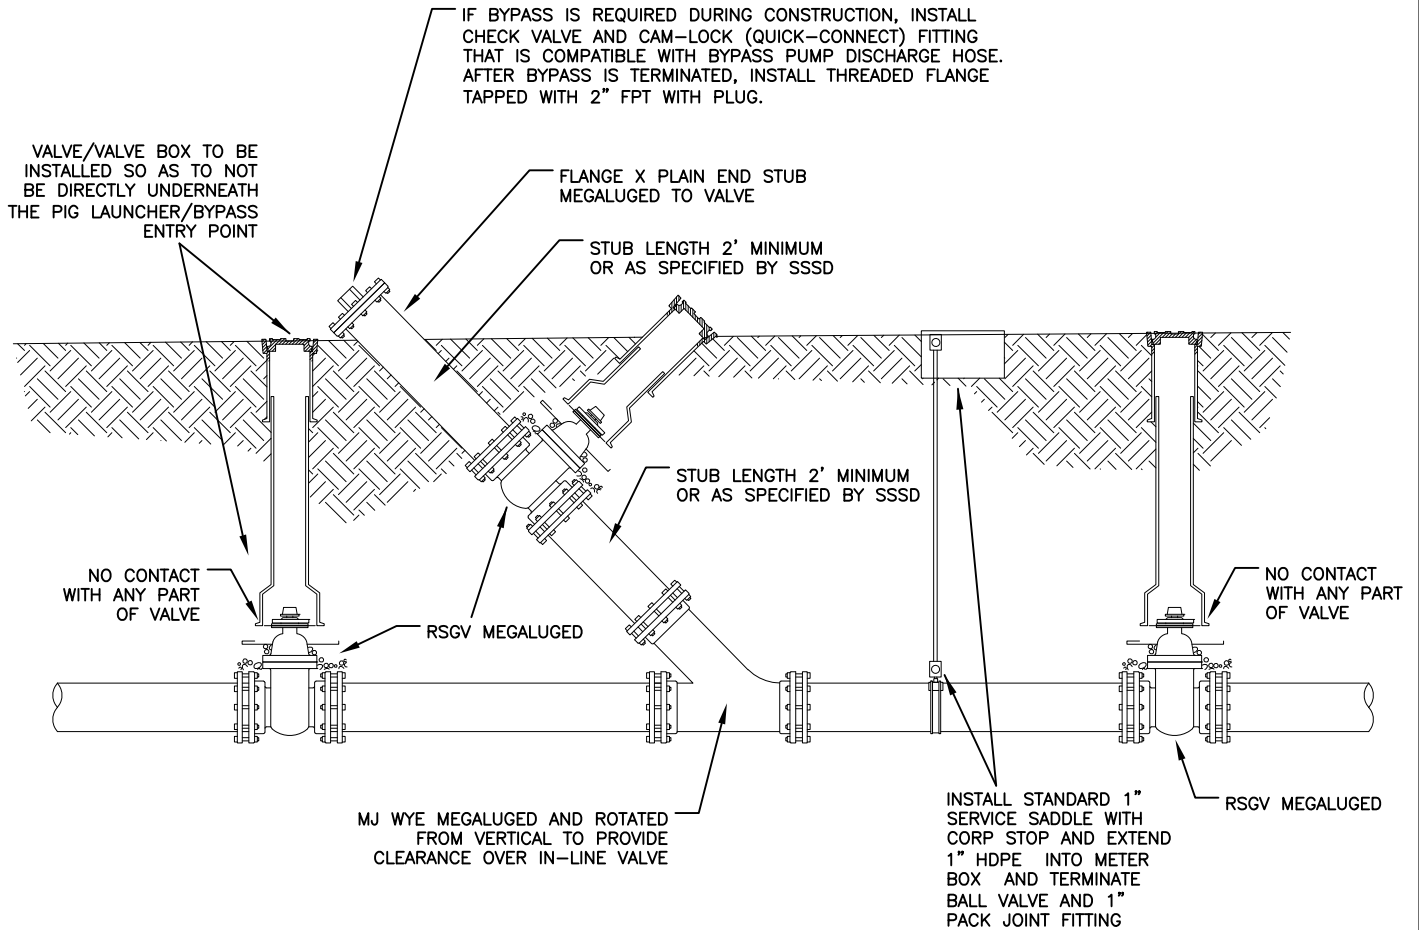 IF BYPASS IS REQUIRED DURING CONSTRUCTION, INSTALL
CHECK VALVE AND CAM-LOCK (QUICK-CONNECT) FITTING
THAT IS COMPATIBLE WITH BYPASS PUMP DISCHARGE HOSE.
AFTER BYPASS IS TERMINATED, INSTALL THREADED FLANGE
TAPPED WITH 2" FPT WITH PLUG.
VALVE/VALVE BOX TO BE
INSTALLED SO AS TO NOT
BE DIRECTLY UNDERNEATH
THE PIG LAUNCHER/BYPASS
ENTRY POINT
FLANGE X PLAIN END STUB
MEGALUGED TO VALVE
STUB LENGTH 2' MINIMUM
OR AS SPECIFIED BY SSSD
STUB LENGTH 2' MINIMUM
OR AS SPECIFIED BY SSSD
NO CONTACT
WITH ANY PART
OF VALVE
RSGV MEGALUGED
NO CONTACT
WITH ANY PART
OF VALVE
MJ WYE MEGALUGED AND ROTATED
FROM VERTICAL TO PROVIDE
CLEARANCE OVER IN-LINE VALVE
INSTALL STANDARD 1"
SERVICE SADDLE WITH
CORP STOP AND EXTEND
1" HDPE INTO METER
BOX AND TERMINATE
BALL VALVE AND 1"
PACK JOINT FITTING
RSGV MEGALUGED